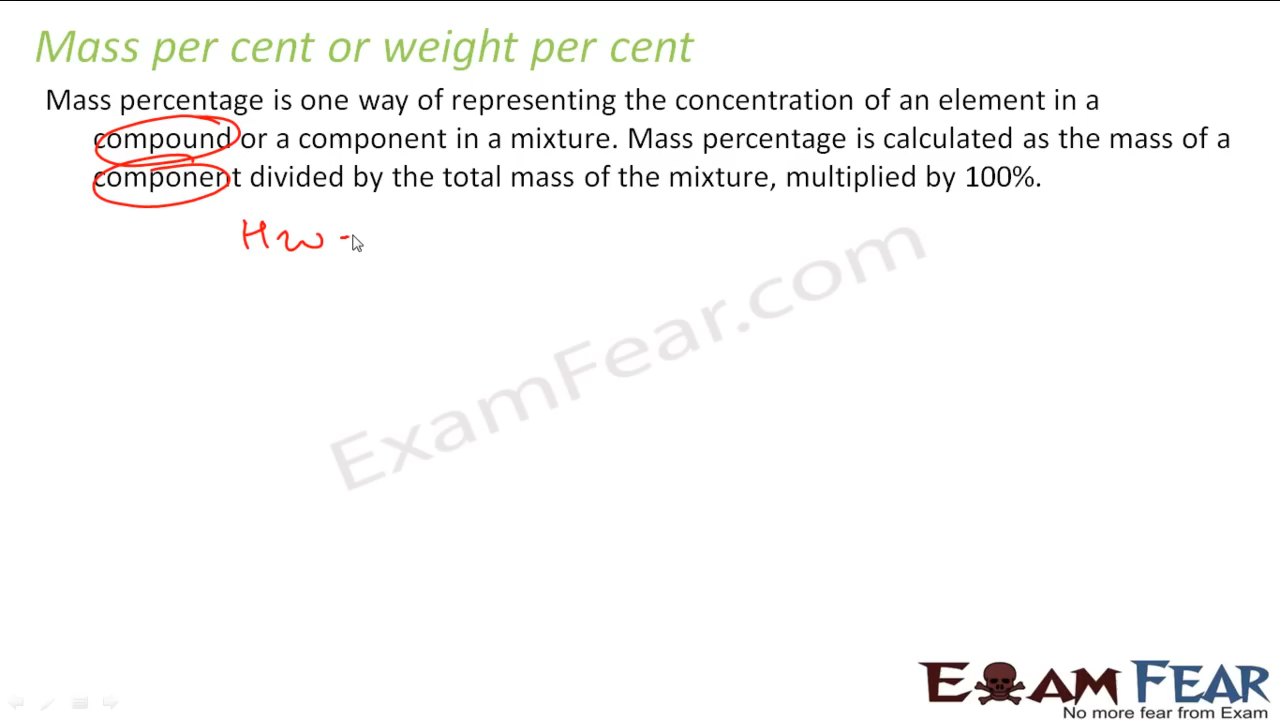 Mass per cent or weight per cent
Mass percentage is one way of representing the concentration of an element in a
compound or a component in a mixture. Mass percentage is calculated as the mass of a
component divided by the total mass of the mixture, multiplied by 100%.
ExamFear.com
EXAM FEAR
No more fear from Exam